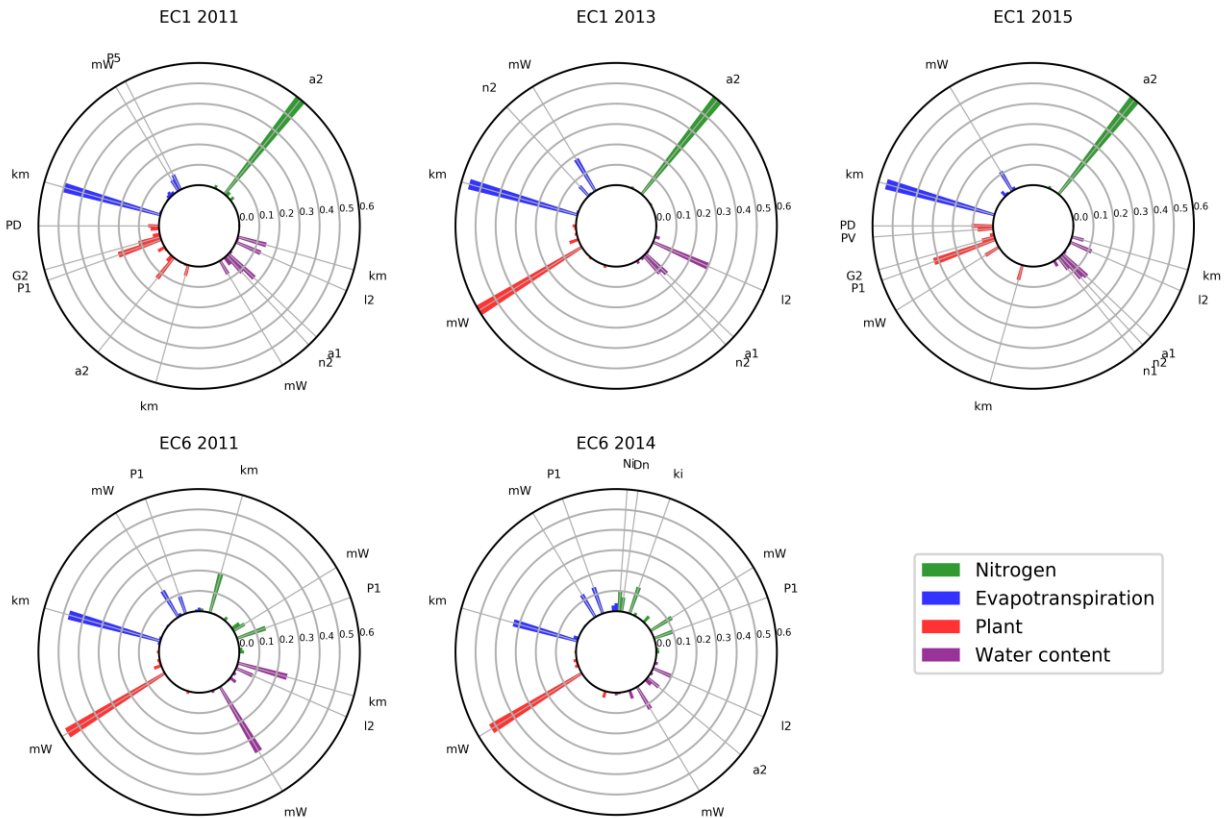 EC1 2011
EC1 2013
EC1 2015
P5
mW
a2
km
PD
G2
P1
a2
km
mW
n2
a1
l2
km
0.0 0.1 0.2 0.3 0.4 0.5 0.6
mW
n2
a2
km
mW
n2
a1
l2
0.0 0.1 0.2 0.3 0.4 0.5 0.6
mW
a2
km
PD
PV
G2
P1
mW
km
n1
n2
a1
l2
km
0.0 0.1 0.2 0.3 0.4 0.5 0.6
EC6 2011
EC6 2014
P1
km
mW
mW
P1
km
mW
mW
l2
km
0.0 0.1 0.2 0.3 0.4 0.5 0.6
Ni
Dn
ki
P1
mW
mW
P1
km
mW
mW
a2
l2
0.0 0.1 0.2 0.3 0.4 0.5 0.6
Nitrogen
Evapotranspiration
Plant
Water content